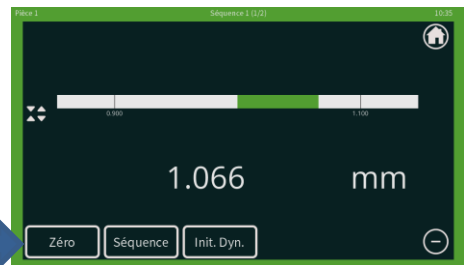 Pièce 1 Séquence 1 (1/2) 10:35
0.900 1.100
1.066 mm
Zéro Séquence Init. Dyn.